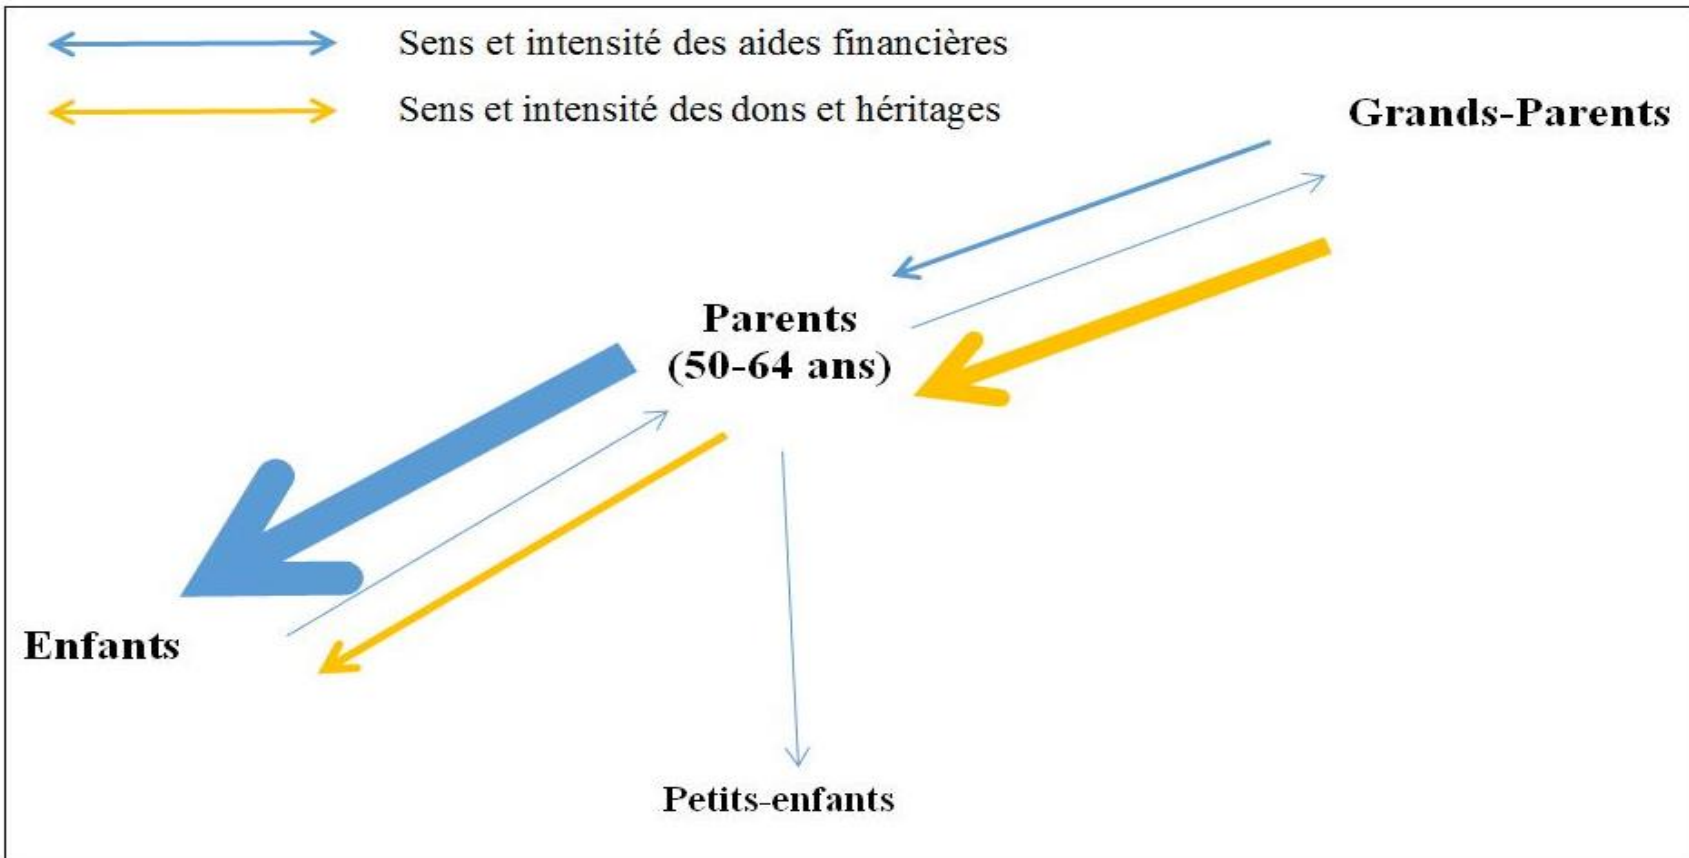 Sens et intensité des aides financières
Sens et intensité des dons et héritages
Grands-Parents
Parents
(50-64 ans)
Enfants
Petits-enfants